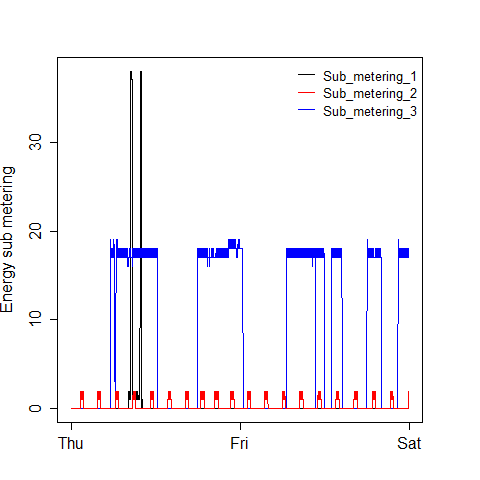 Sub_metering_1
Sub_metering_2
Sub_metering_3
Energy sub metering
30
20
10
0
Thu Fri Sat